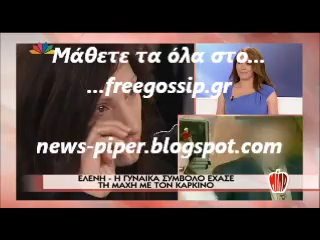 Μάθετε τα όλα στο...
...freegossip.gr
news-piper.blogspot.com
ΕΛΕΝΗ - Η ΓΥΝΑΙΚΑ ΣΥΜΒΟΛΟ ΕΧΑΣΕ
ΤΗ ΜΑΧΗ ΜΕ ΤΟΝ ΚΑΡΚΙΝΟ